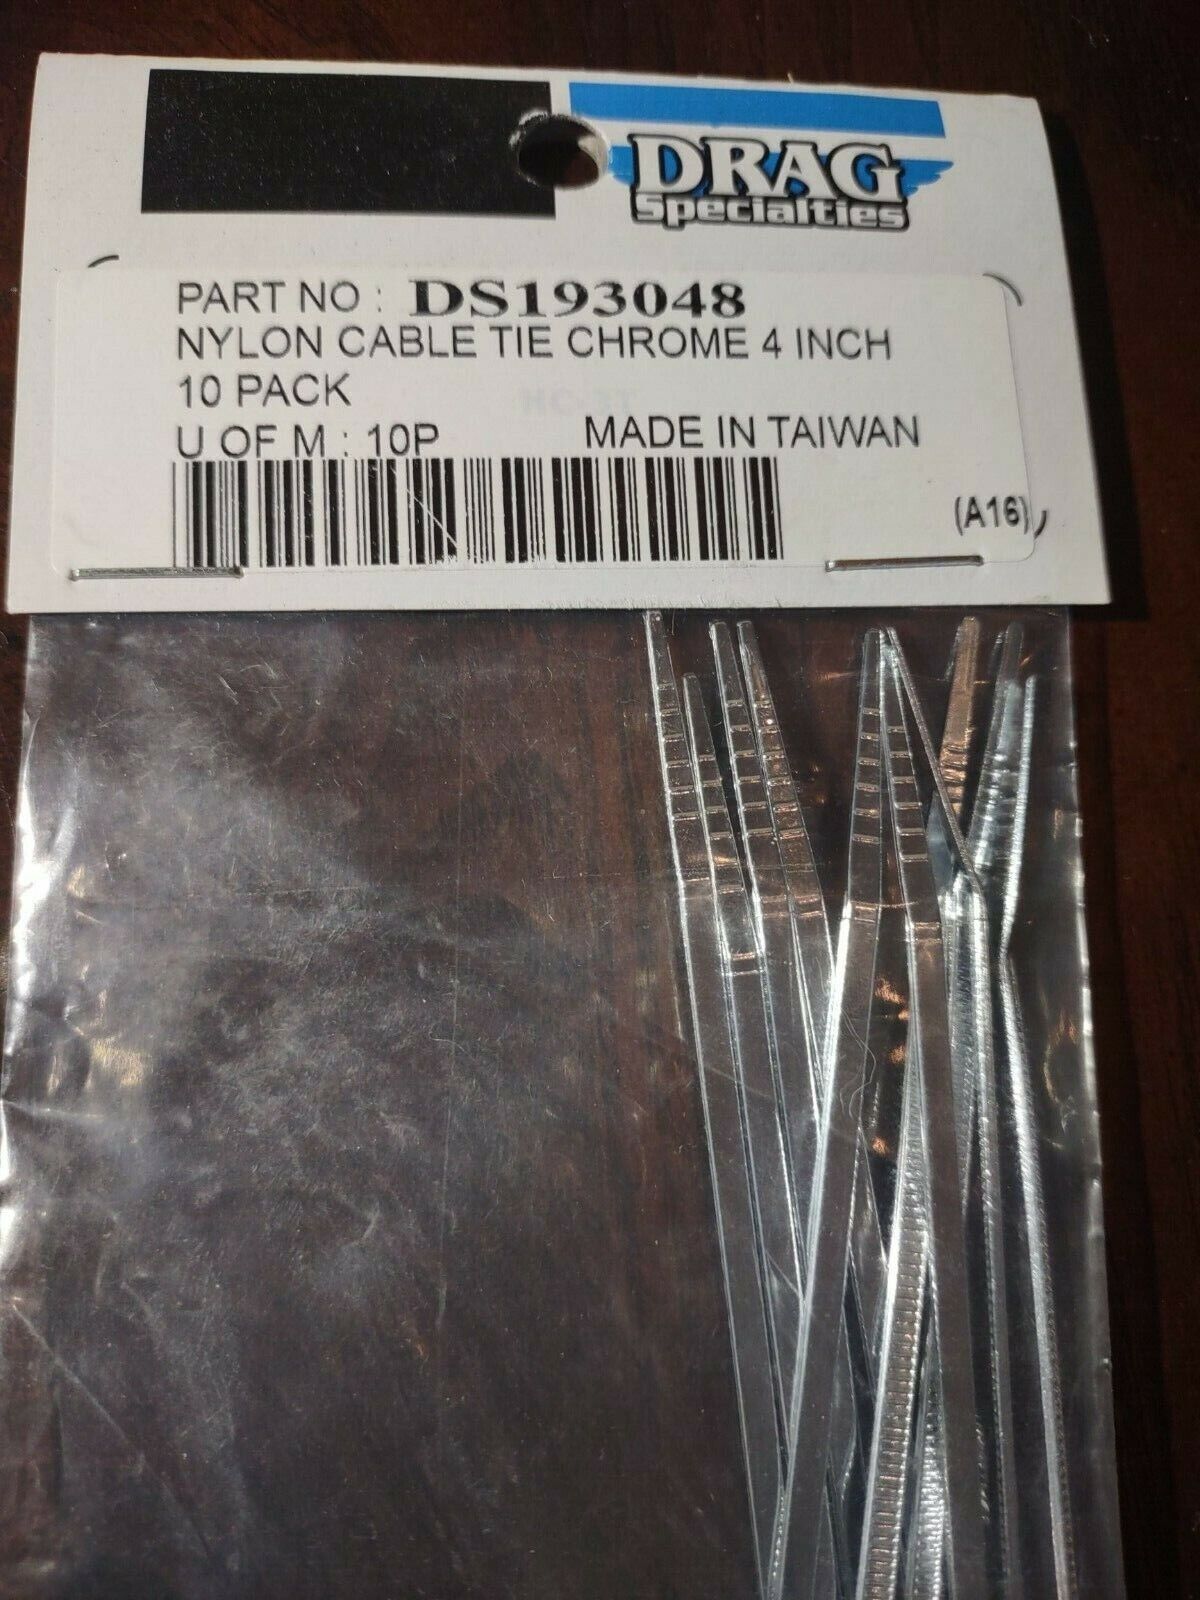 DRAG
Specialties
PART NO : DS193048
NYLON CABLE TIE CHROME 4 INCH
10 PACK
U OF M : 10P MADE IN TAIWAN
(A16)